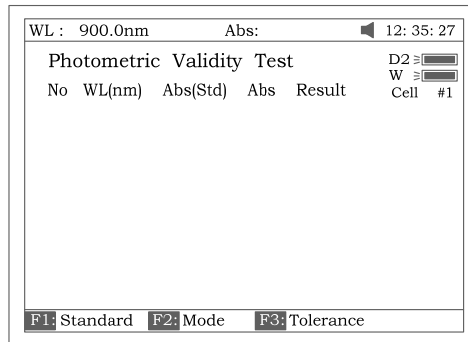 WL : 900.0nm Abs: 12: 35: 27
Photometric Validity Test
D2
W
No WL(nm) Abs(Std) Abs Result
Cell #1
F1: Standard F2: Mode F3: Tolerance